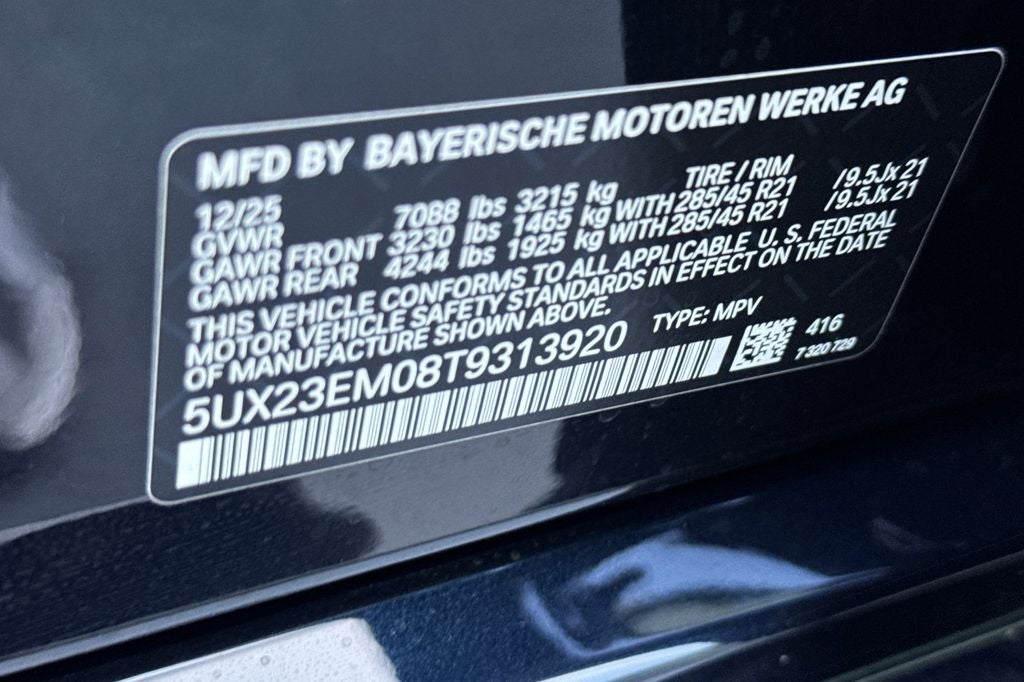 MFD BY BAYERISCHE MOTOREN WERKE AG
12/25 TIRE / RIM
GVWR 7088 lbs 3215 kg
GAWR FRONT 3230 lbs 1465 kg WITH 285/45 R21 /9.5Jx 21
GAWR REAR 4244 lbs 1925 kg WITH 285/45 R21 /9.5Jx 21
THIS VEHICLE CONFORMS TO ALL APPLICABLE U. S. FEDERAL
MOTOR VEHICLE SAFETY STANDARDS IN EFFECT ON THE DATE
OF MANUFACTURE SHOWN ABOVE.
5UX23EM08T9313920 TYPE: MPV
416
7 320 729